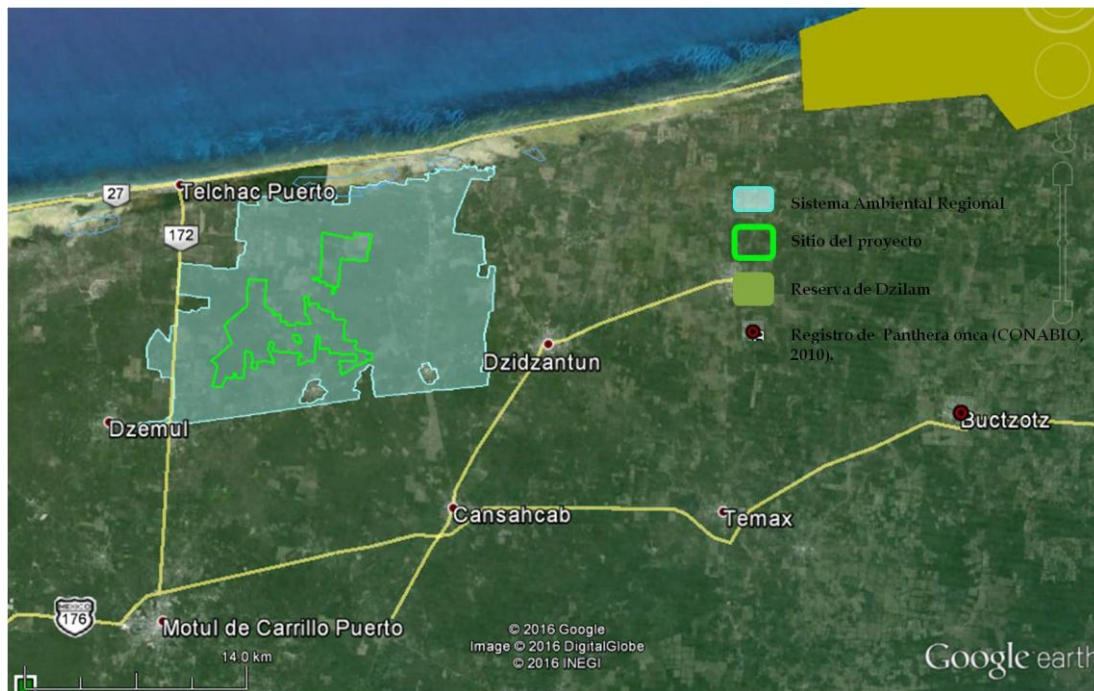 27
Telchac Puerto
172
Sistema Ambiental Regional
Sitio del proyecto
Reserva de Dzilam
Registro de Panthera onca (CONABIO,
2010).
Dzidzantun
Dzemul
Buctzotz
Cansahcab
Temax
MEXICO
176
Motul de Carrillo Puerto
14.0 km
© 2016 Google
Image © 2016 DigitalGlobe
© 2016 INEGI
Google earth